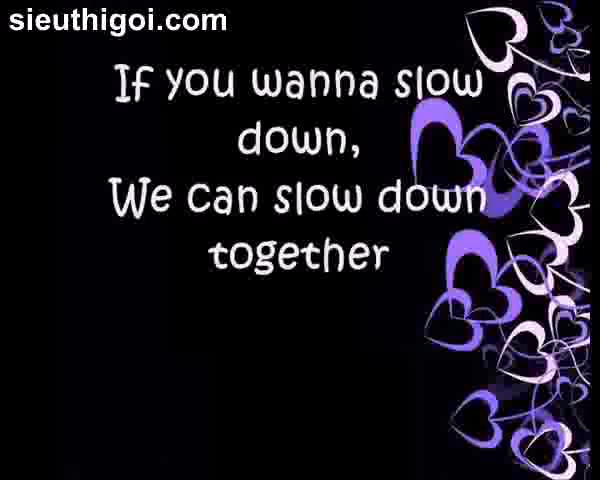 sieuthigoi.com
If you wanna slow
down,
We can slow down
together